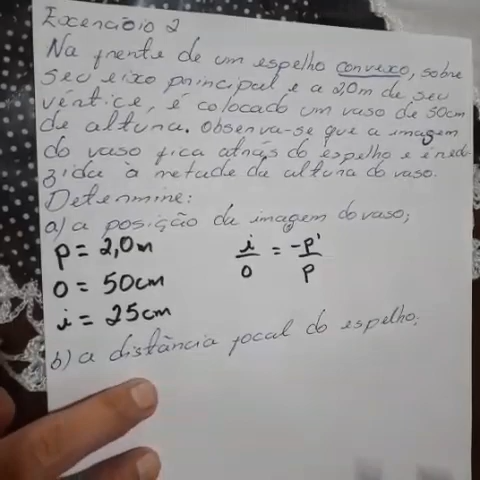 Exercício 2
Na frente de um espelho convexo, sobre
seu eixo principal e a 2,0m de seu
vértice, é colocado um vaso de 50cm
de altura. Observa-se que a imagem
do vaso fica atrás do espelho e é redu-
zida à metade da altura do vaso.
Determine:
a) a posição da imagem do vaso;
p = 2,0m
i/o = -p'/p
o = 50cm
i = 25cm
b) a distância focal do espelho;